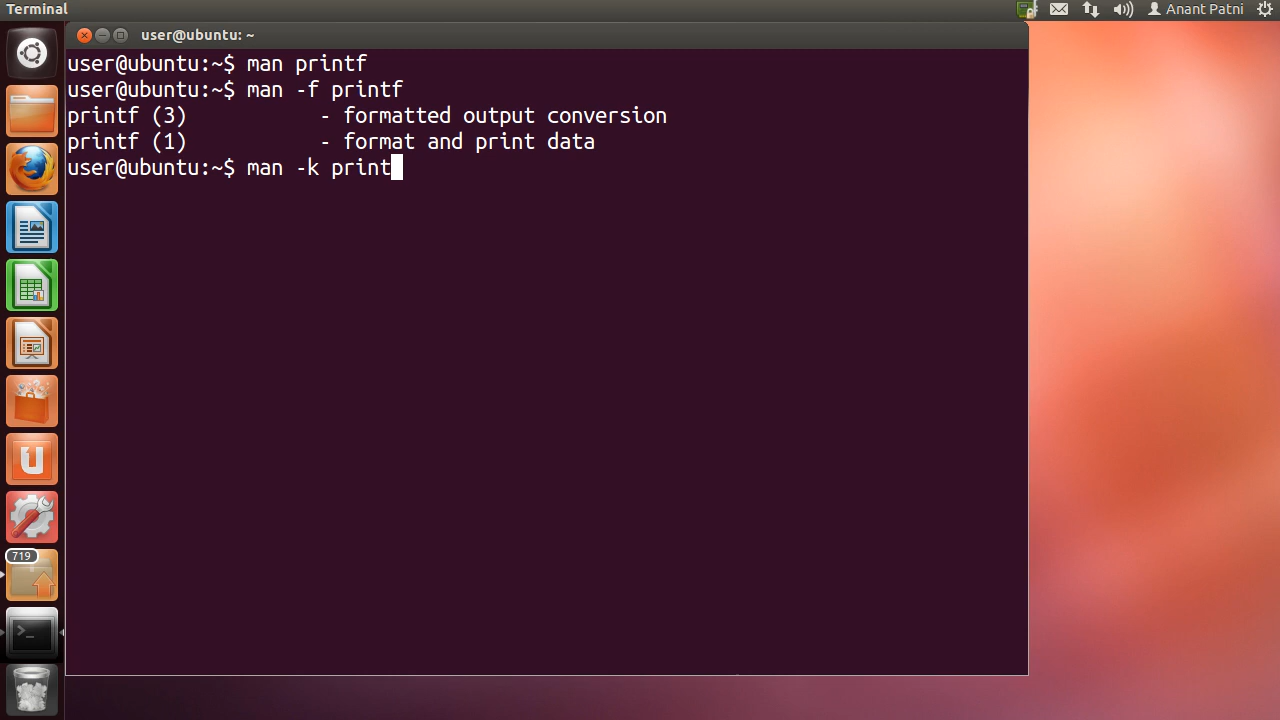 Terminal
Anant Patni
user@ubuntu: ~
user@ubuntu:~$ man printf
user@ubuntu:~$ man -f printf
printf (3)           - formatted output conversion
printf (1)           - format and print data
user@ubuntu:~$ man -k print
719
>_